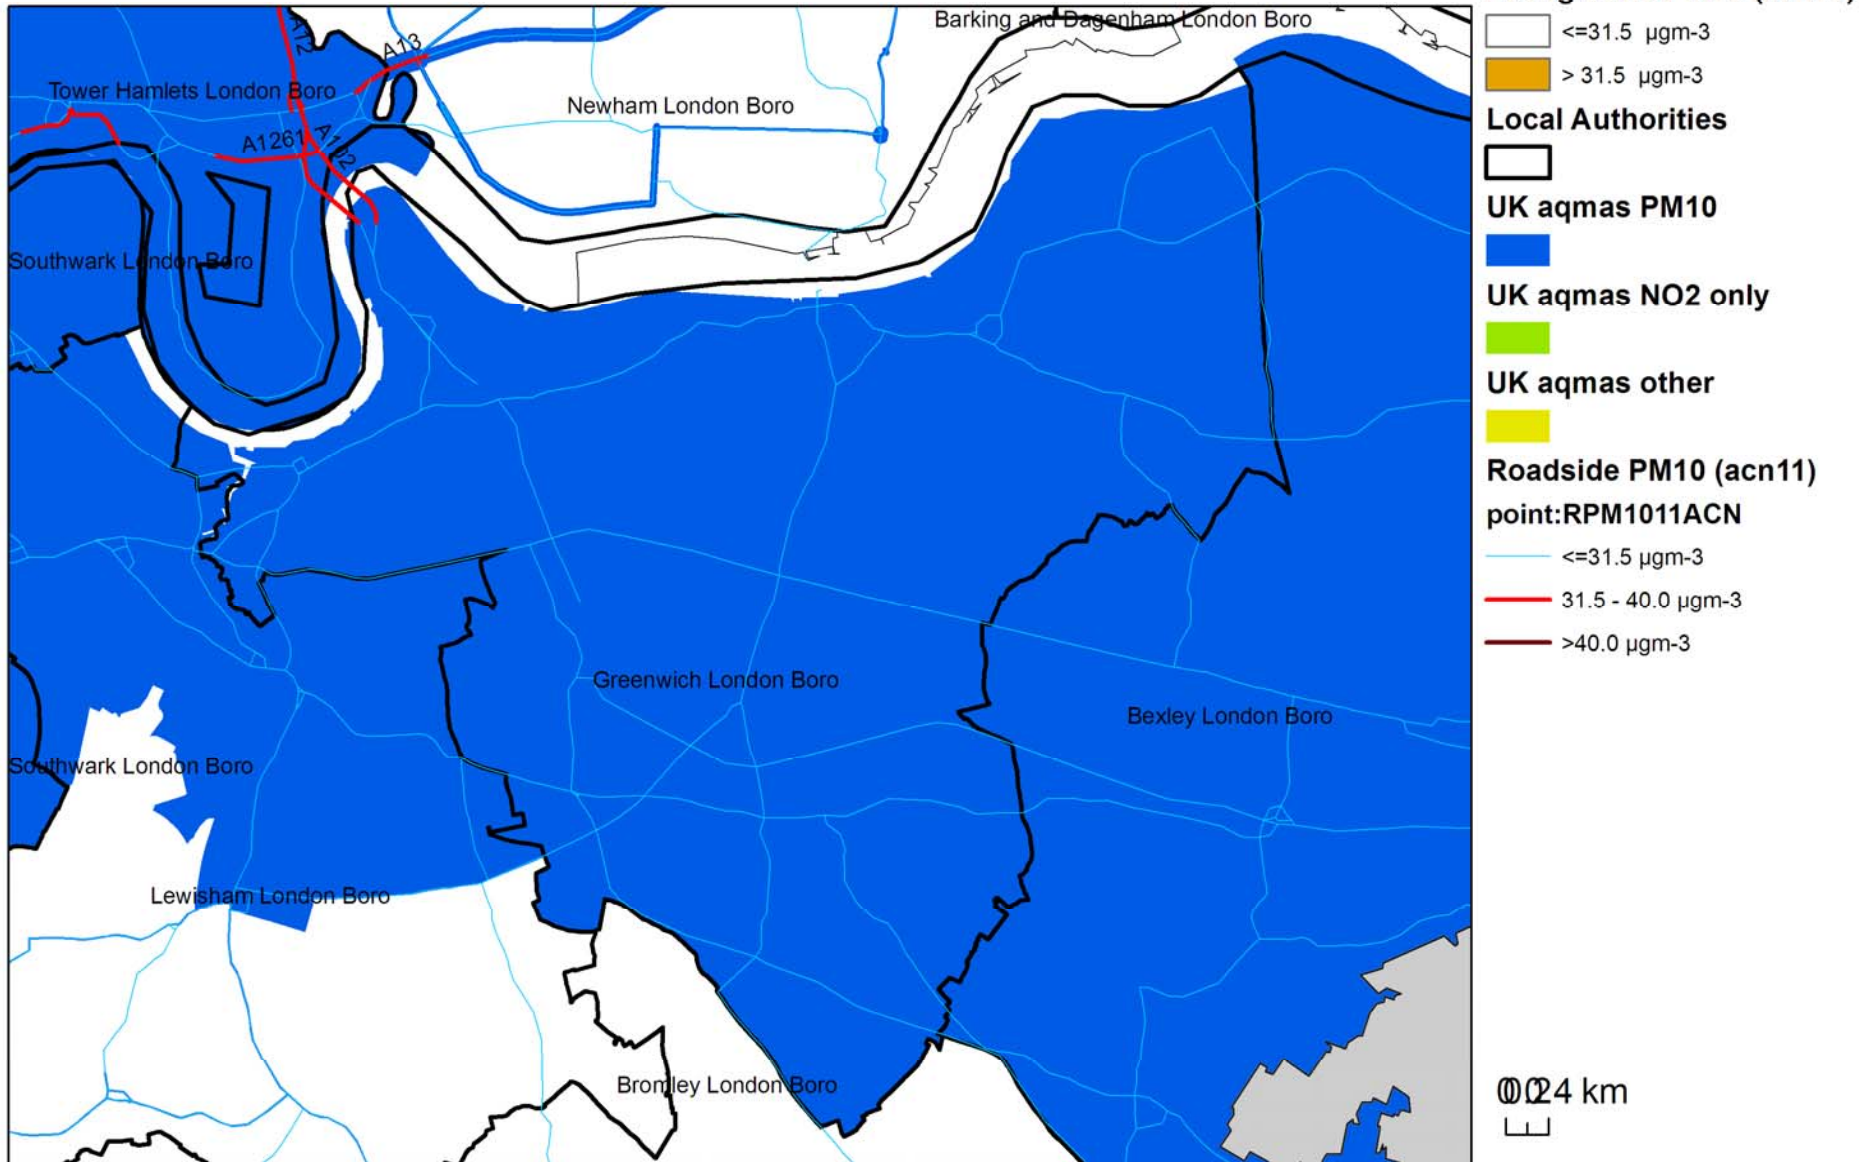 Barking and Dagenham London Boro
A12
A13
Tower Hamlets London Boro
Newham London Boro
A1261
A102
Southwark London Boro
Greenwich London Boro
Bexley London Boro
Southwark London Boro
Lewisham London Boro
Bromley London Boro
<=31.5 µgm-3
> 31.5 µgm-3
Local Authorities
UK aqmas PM10
UK aqmas NO2 only
UK aqmas other
Roadside PM10 (acn11)
point:RPM1011ACN
<=31.5 µgm-3
31.5 - 40.0 µgm-3
>40.0 µgm-3
km